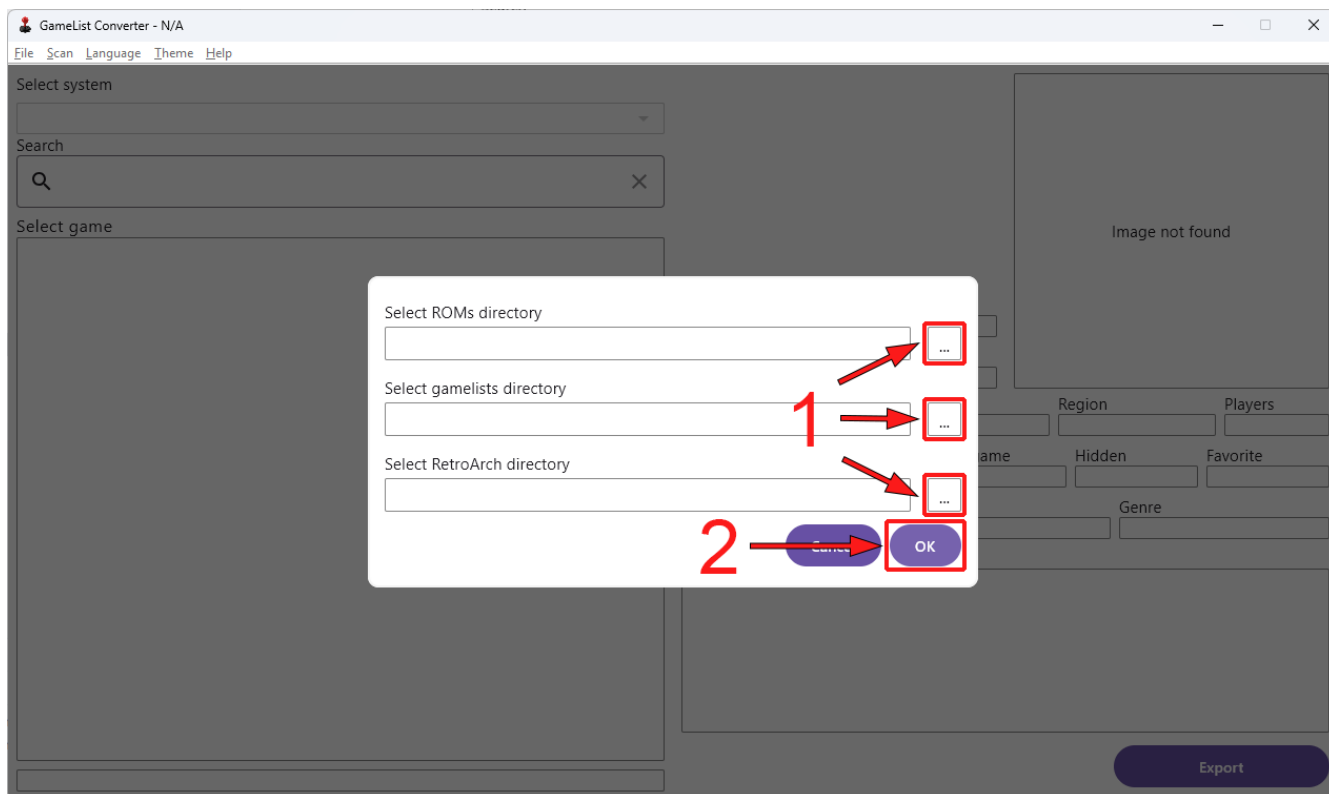 GameList Converter - N/A
File Scan Language Theme Help
Select system
Search
Select game
Image not found
Select ROMs directory
...
Select gamelists directory
...
1
Select RetroArch directory
...
2
OK
Region Players
Hidden Favorite
Genre
Export